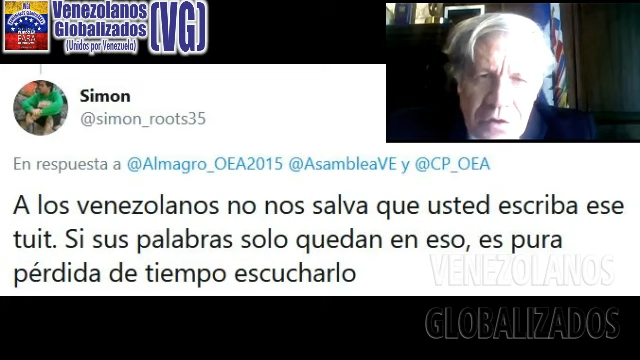 Venezolanos
Globalizados
(VG)
(Unidos por Venezuela)
Simon
@simon_roots35
En respuesta a @Almagro_OEA2015 @AsambleaVE y @CP_OEA
A los venezolanos no nos salva que usted escriba ese
tuit. Si sus palabras solo quedan en eso, es pura
pérdida de tiempo escucharlo
VENEZOLANOS
GLOBALIZADOS